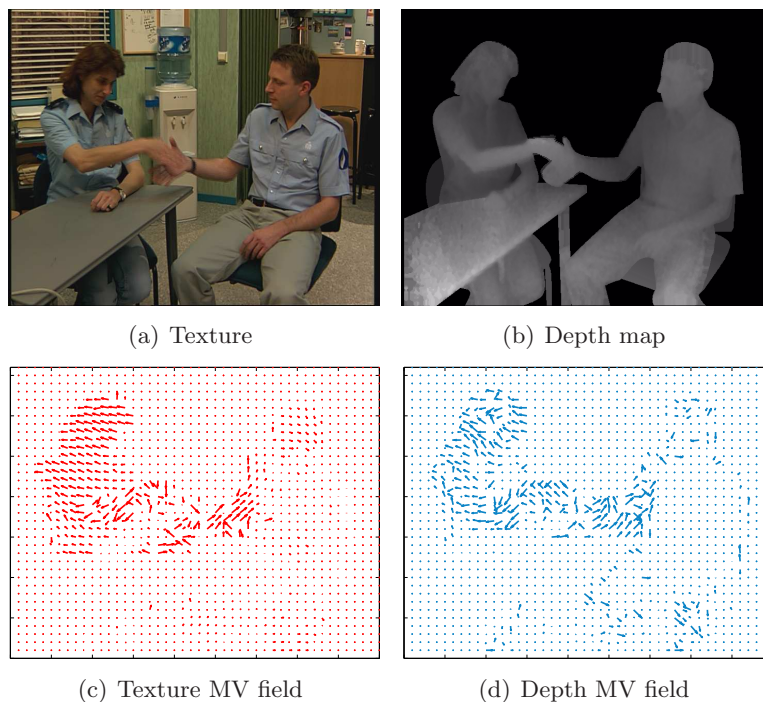 (a) Texture
(b) Depth map
(c) Texture MV field
(d) Depth MV field